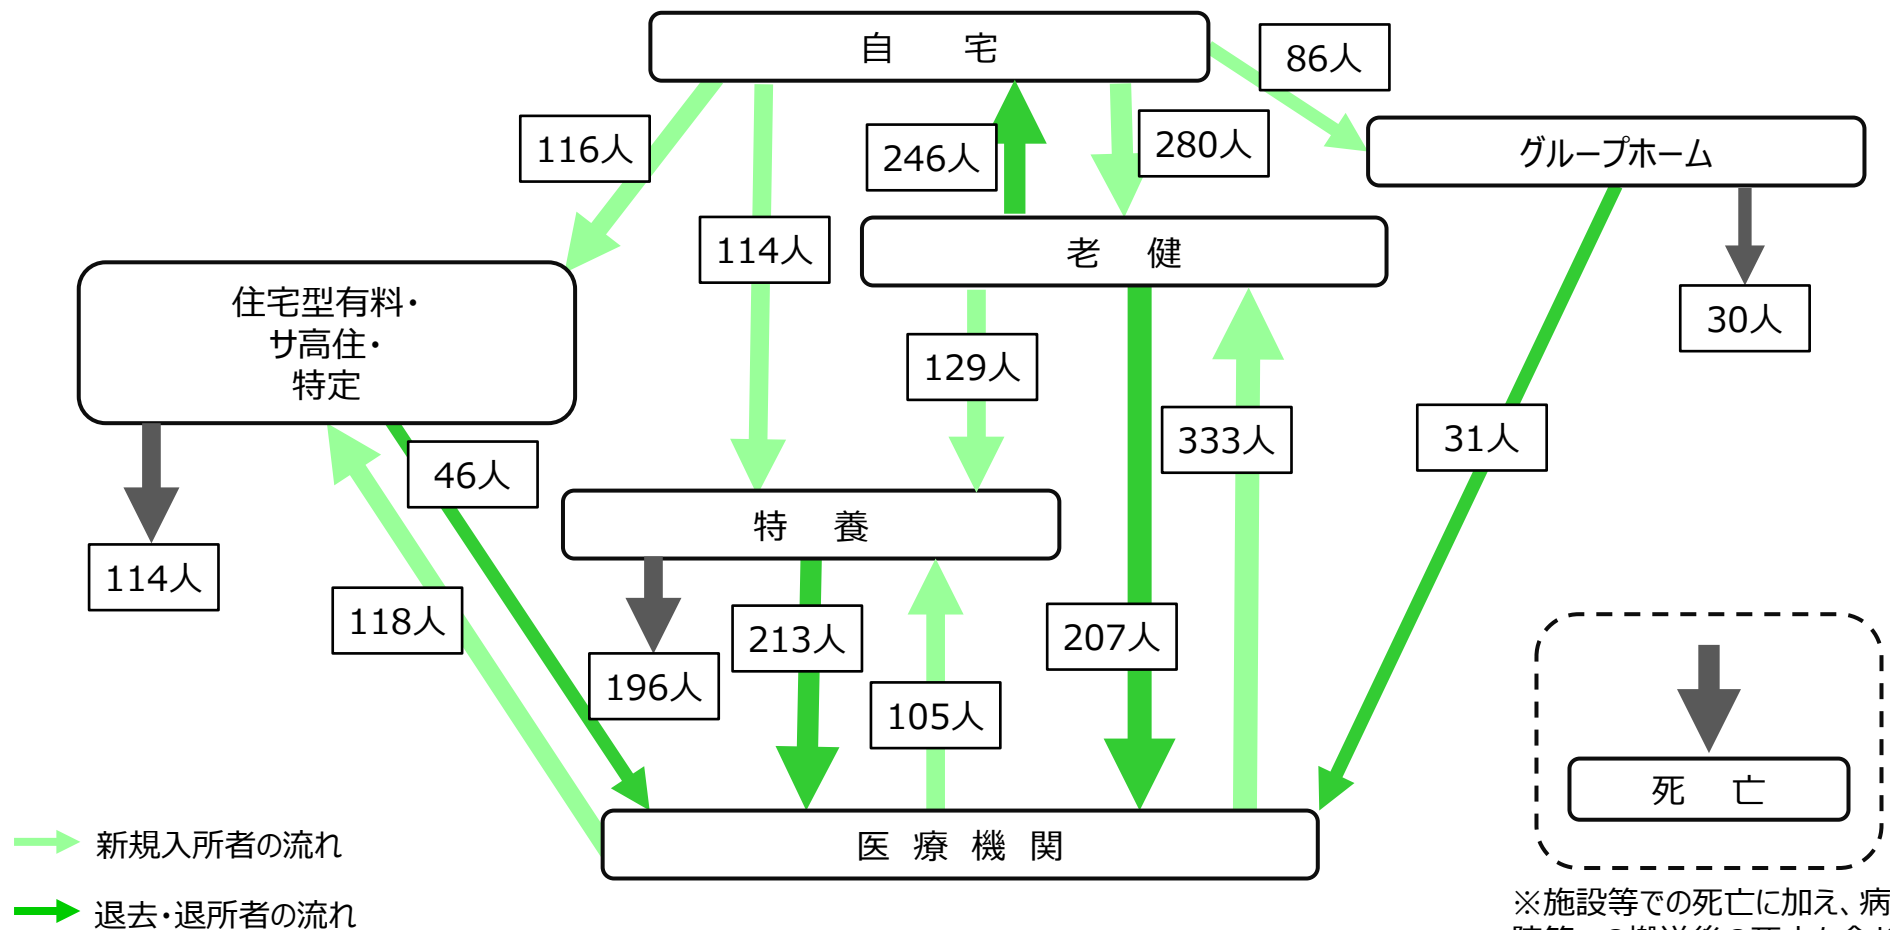 自 宅
86人
116人
246人
280人
グループホーム
114人
老 健
住宅型有料・
サ高住・
特定
30人
129人
333人
31人
46人
特 養
114人
118人
196人
213人
105人
207人
死 亡
医 療 機 関
新規入所者の流れ
退去・退所者の流れ
※施設等での死亡に加え、病